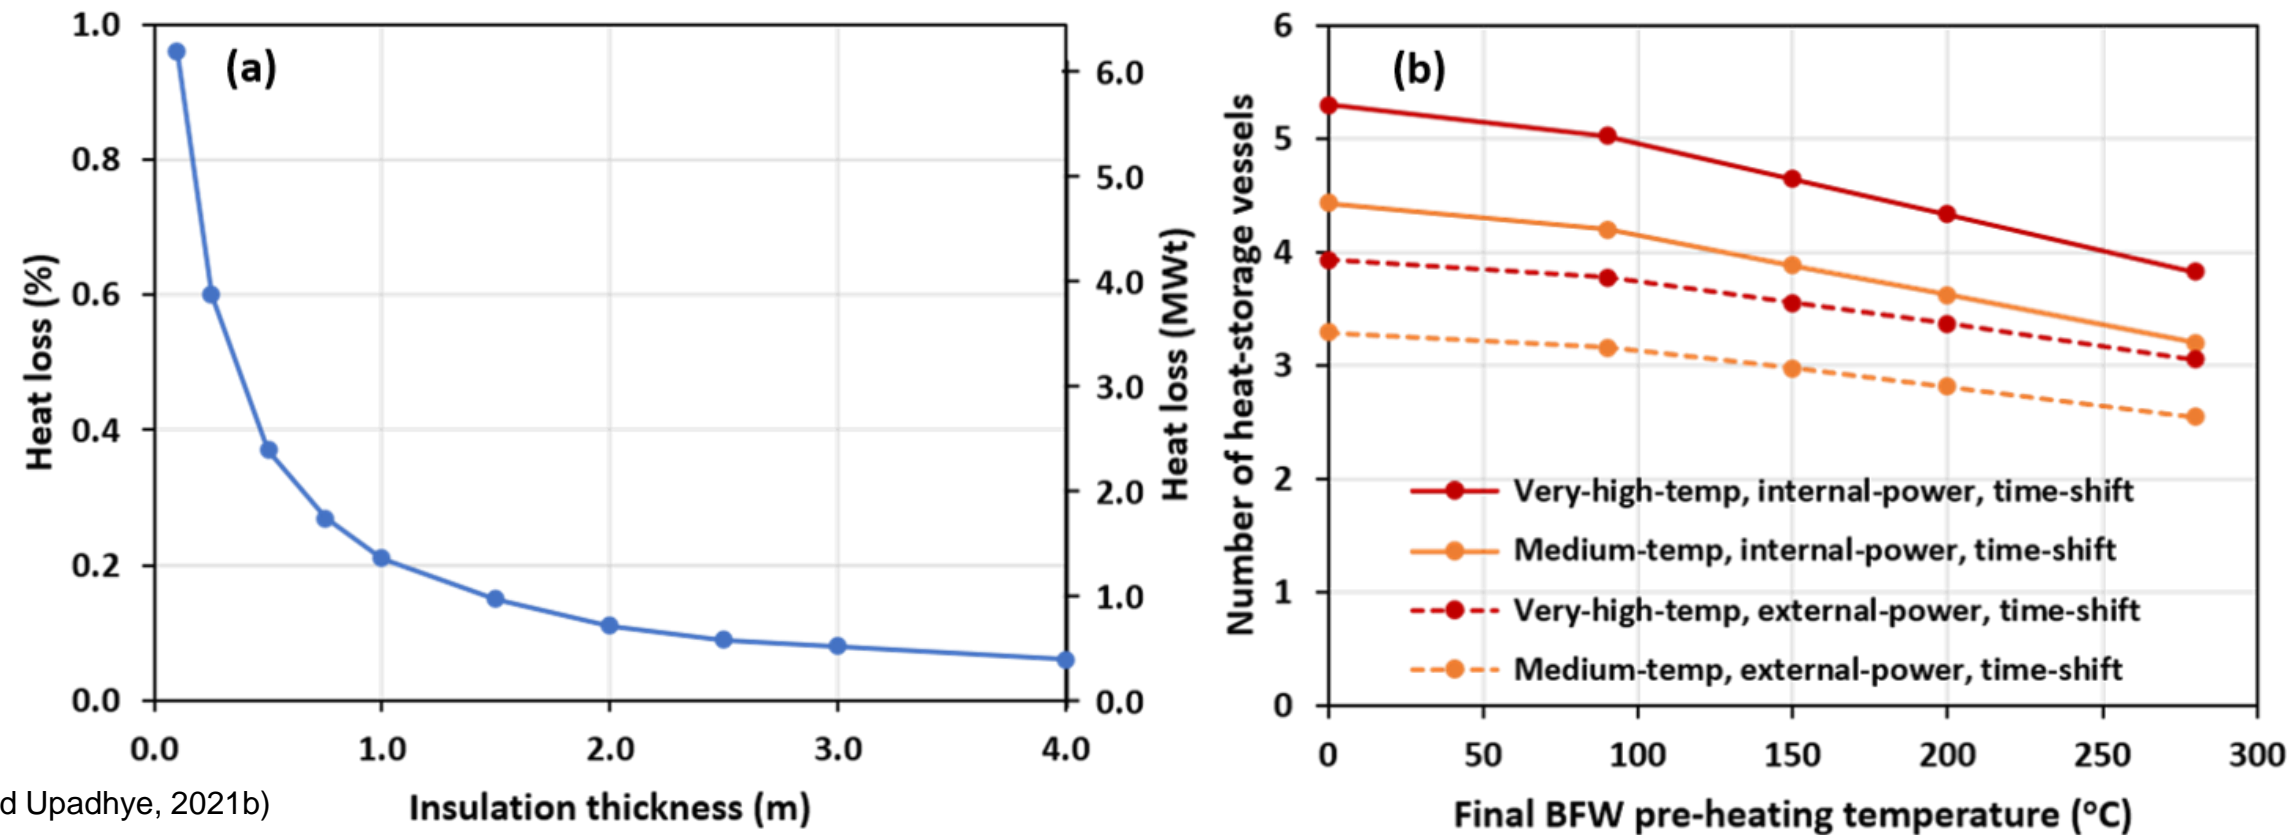 (a)
1.0
0.8
0.6
0.4
0.2
0.0
Heat loss (%)
0.0
1.0
2.0
3.0
4.0
Insulation thickness (m)
6.0
5.0
4.0
3.0
2.0
1.0
0.0
Heat loss (MWt)
d Upadhye, 2021b)
(b)
6
5
4
3
2
1
0
Number of heat-storage vessels
Very-high-temp, internal-power, time-shift
Medium-temp, internal-power, time-shift
Very-high-temp, external-power, time-shift
Medium-temp, external-power, time-shift
0
50
100
150
200
250
300
Final BFW pre-heating temperature (°C)